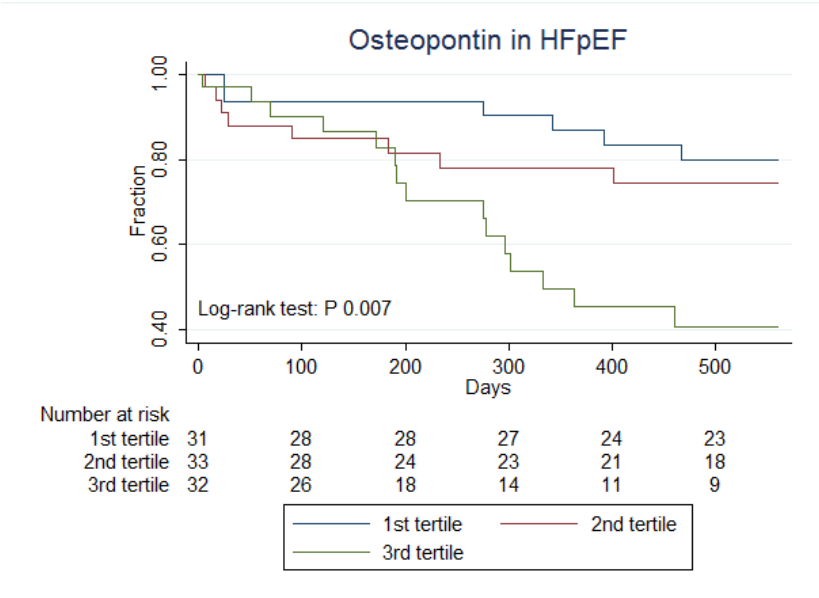 Osteopontin in HFpEF
1.00
0.80
0.60
0.40
Fraction
Log-rank test: P 0.007
0 100 200 300 400 500
Days
Number at risk
1st tertile 31 28 28 27 24 23
2nd tertile 33 28 24 23 21 18
3rd tertile 32 26 18 14 11 9
1st tertile 2nd tertile
3rd tertile